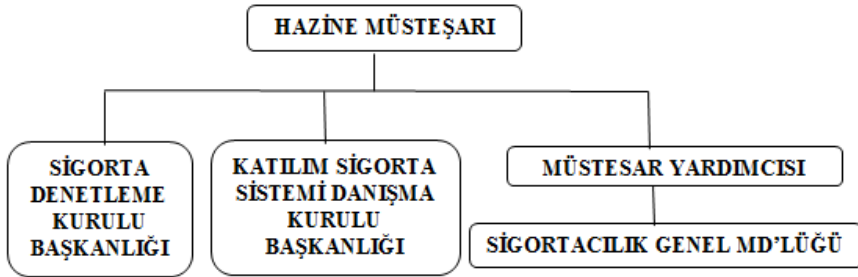 HAZİNE MÜSTEŞARI
SİGORTA
DENETLEME
KURULU
BAŞKANLIĞI
KATILIM SİGORTA
SİSTEMİ DANIŞMA
KURULU
BAŞKANLIĞI
MÜSTESAR YARDIMCISI
SİGORTACILIK GENEL MD'LÜĞÜ